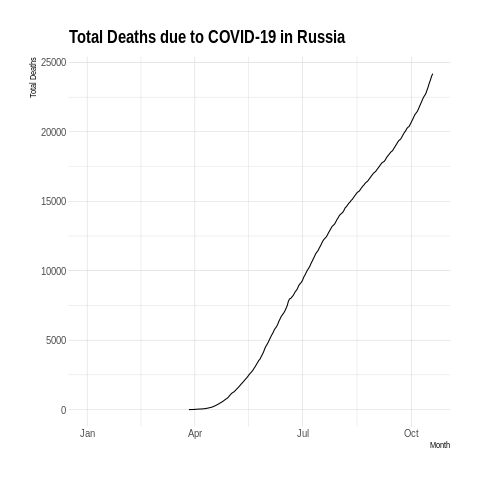 Total Deaths due to COVID-19 in Russia
Total Deaths
25000
20000
15000
10000
5000
0
Jan Apr Jul Oct
Month